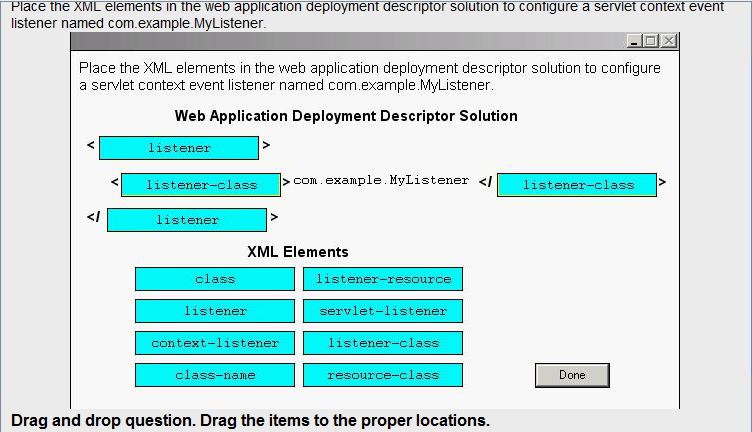 Place the XML elements in the web application deployment descriptor solution to configure a servlet context event
listener named com.example.MyListener.
Place the XML elements in the web application deployment descriptor solution to configure
a servlet context event listener named com.example.MyListener.
Web Application Deployment Descriptor Solution
< listener >
< listener-class > com.example.MyListener </ listener-class >
</ listener >
XML Elements
class listener-resource
listener servlet-listener
context-listener listener-class
class-name resource-class
Done
Drag and drop question. Drag the items to the proper locations.